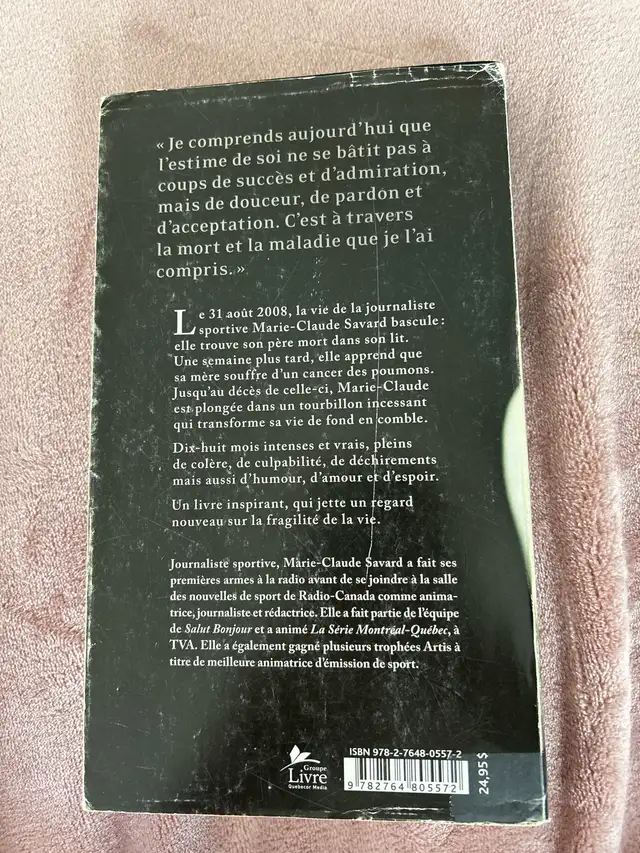 « Je comprends aujourd'hui que
l'estime de soi ne se bâtit pas à
coups de succès et d'admiration,
mais de douceur, de pardon et
d'acceptation. C'est à travers
la mort et la maladie que je l'ai
compris. »
Le 31 août 2008, la vie de la journaliste
sportive Marie-Claude Savard bascule :
elle trouve son père mort dans son lit.
Une semaine plus tard, elle apprend que
sa mère souffre d'un cancer des poumons.
Jusqu'au décès de celle-ci, Marie-Claude
est plongée dans un tourbillon incessant
qui transforme sa vie de fond en comble.
Dix-huit mois intenses et vrais, pleins
de colère, de culpabilité, de déchirements
mais aussi d'humour, d'amour et d'espoir.
Un livre inspirant, qui jette un regard
nouveau sur la fragilité de la vie.
Journaliste sportive, Marie-Claude Savard a fait ses
premières armes à la radio avant de se joindre à la salle
des nouvelles de sport de Radio-Canada comme anima-
trice, journaliste et rédactrice. Elle a fait partie de l'équipe
de Salut Bonjour et a animé La Série Montréal-Québec, à
TVA. Elle a également gagné plusieurs trophées Artis à
titre de meilleure animatrice d'émission de sport.
Groupe
Livre
Quebecor Media
ISBN 978-2-7648-0557-2
9 782764 805572
24,95 $